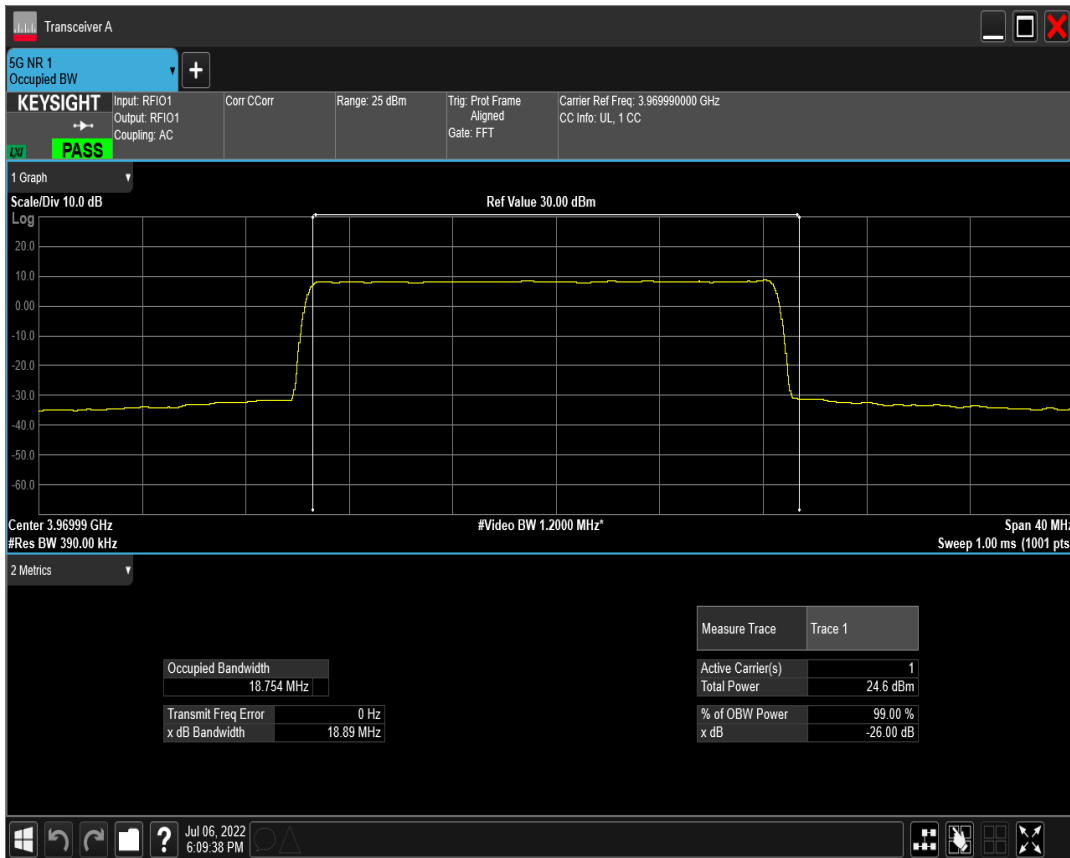 Transceiver A
5G NR 1
Occupied BW
KEYSIGHT
LXI
PASS
Input: RFIO1
Output: RFIO1
Coupling: AC
Corr CCorr
Range: 25 dBm
Trig: Prot Frame
Aligned
Gate: FFT
Carrier Ref Freq: 3.969990000 GHz
CC Info: UL, 1 CC
1 Graph
Scale/Div 10.0 dB
Ref Value 30.00 dBm
Log
20.0
10.0
0.00
-10.0
-20.0
-30.0
-40.0
-50.0
-60.0
Center 3.96999 GHz
#Video BW 1.2000 MHz*
Span 40 MHz
#Res BW 390.00 kHz
Sweep 1.00 ms (1001 pts
2 Metrics
Measure Trace Trace 1
Occupied Bandwidth
18.754 MHz
Active Carrier(s) 1
Total Power 24.6 dBm
Transmit Freq Error 0 Hz
x dB Bandwidth 18.89 MHz
% of OBW Power 99.00 %
x dB -26.00 dB
?
Jul 06, 2022
6:09:38 PM